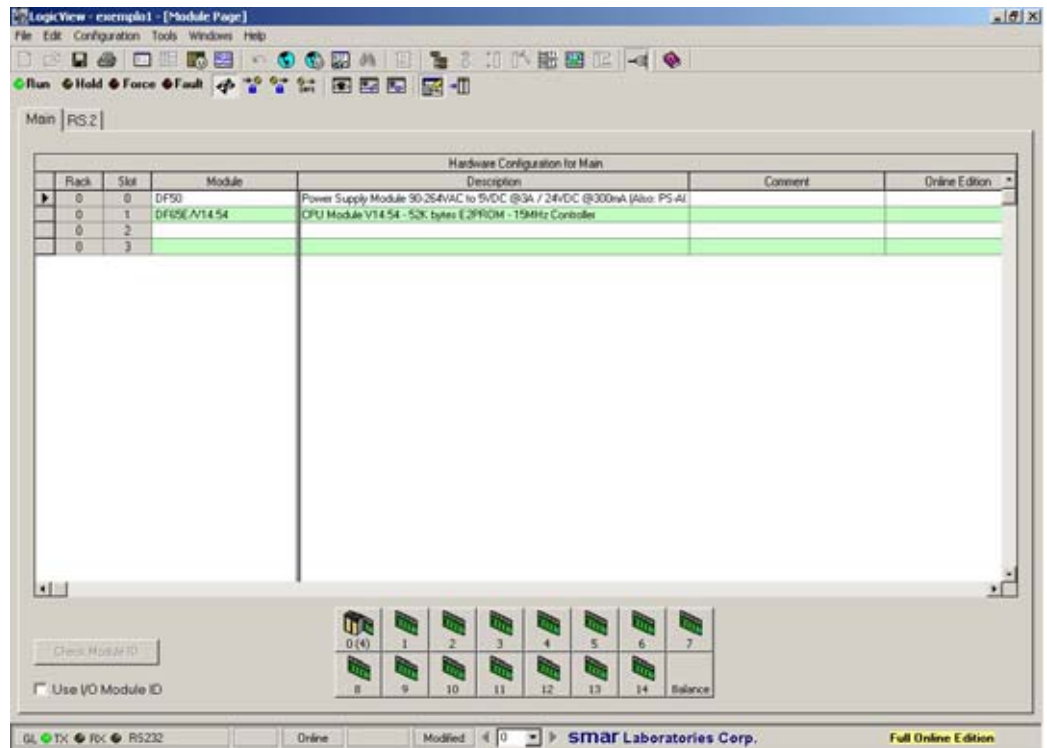 LogicView - exemplo1 - [Module Page]
File Edit Configuration Tools Windows Help
Run Hold Force Fault
Main RS:2
Hardware Configuration for Main
Rack Slot Module Description Comment Online Edition
0 0 DF50 Power Supply Module 90-264VAC to 5VDC @3A / 24VDC @300mA (Also: PS-A
0 1 DF65E/V14.54 CPU Module V14.54 - 52K bytes E2PROM - 15MHz Controller
0 2
0 3
0 (4) 1 2 3 4 5 6 7
Check Module ID
8 9 10 11 12 13 14 Balance
Use I/O Module ID
GL TX RX RS232 Online Modified 0 smar Laboratories Corp. Full Online Edition